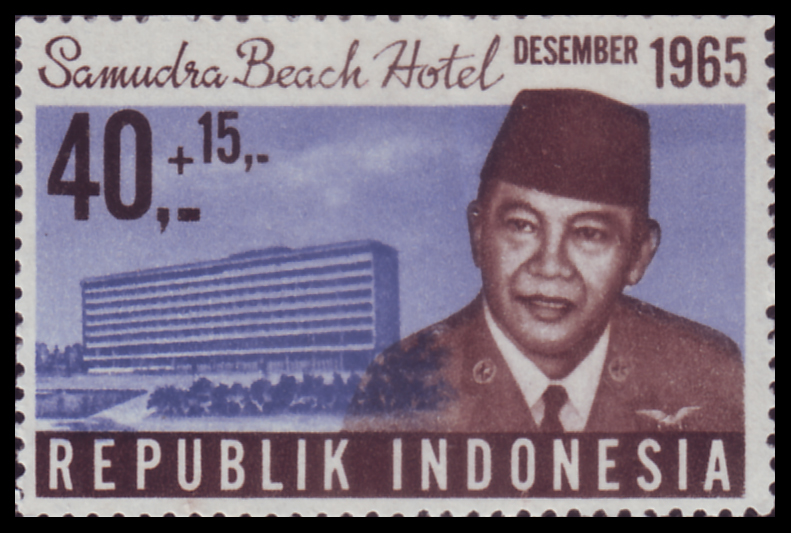 Samudra Beach Hotel DESEMBER 1965
40,- + 15,-
REPUBLIK INDONESIA